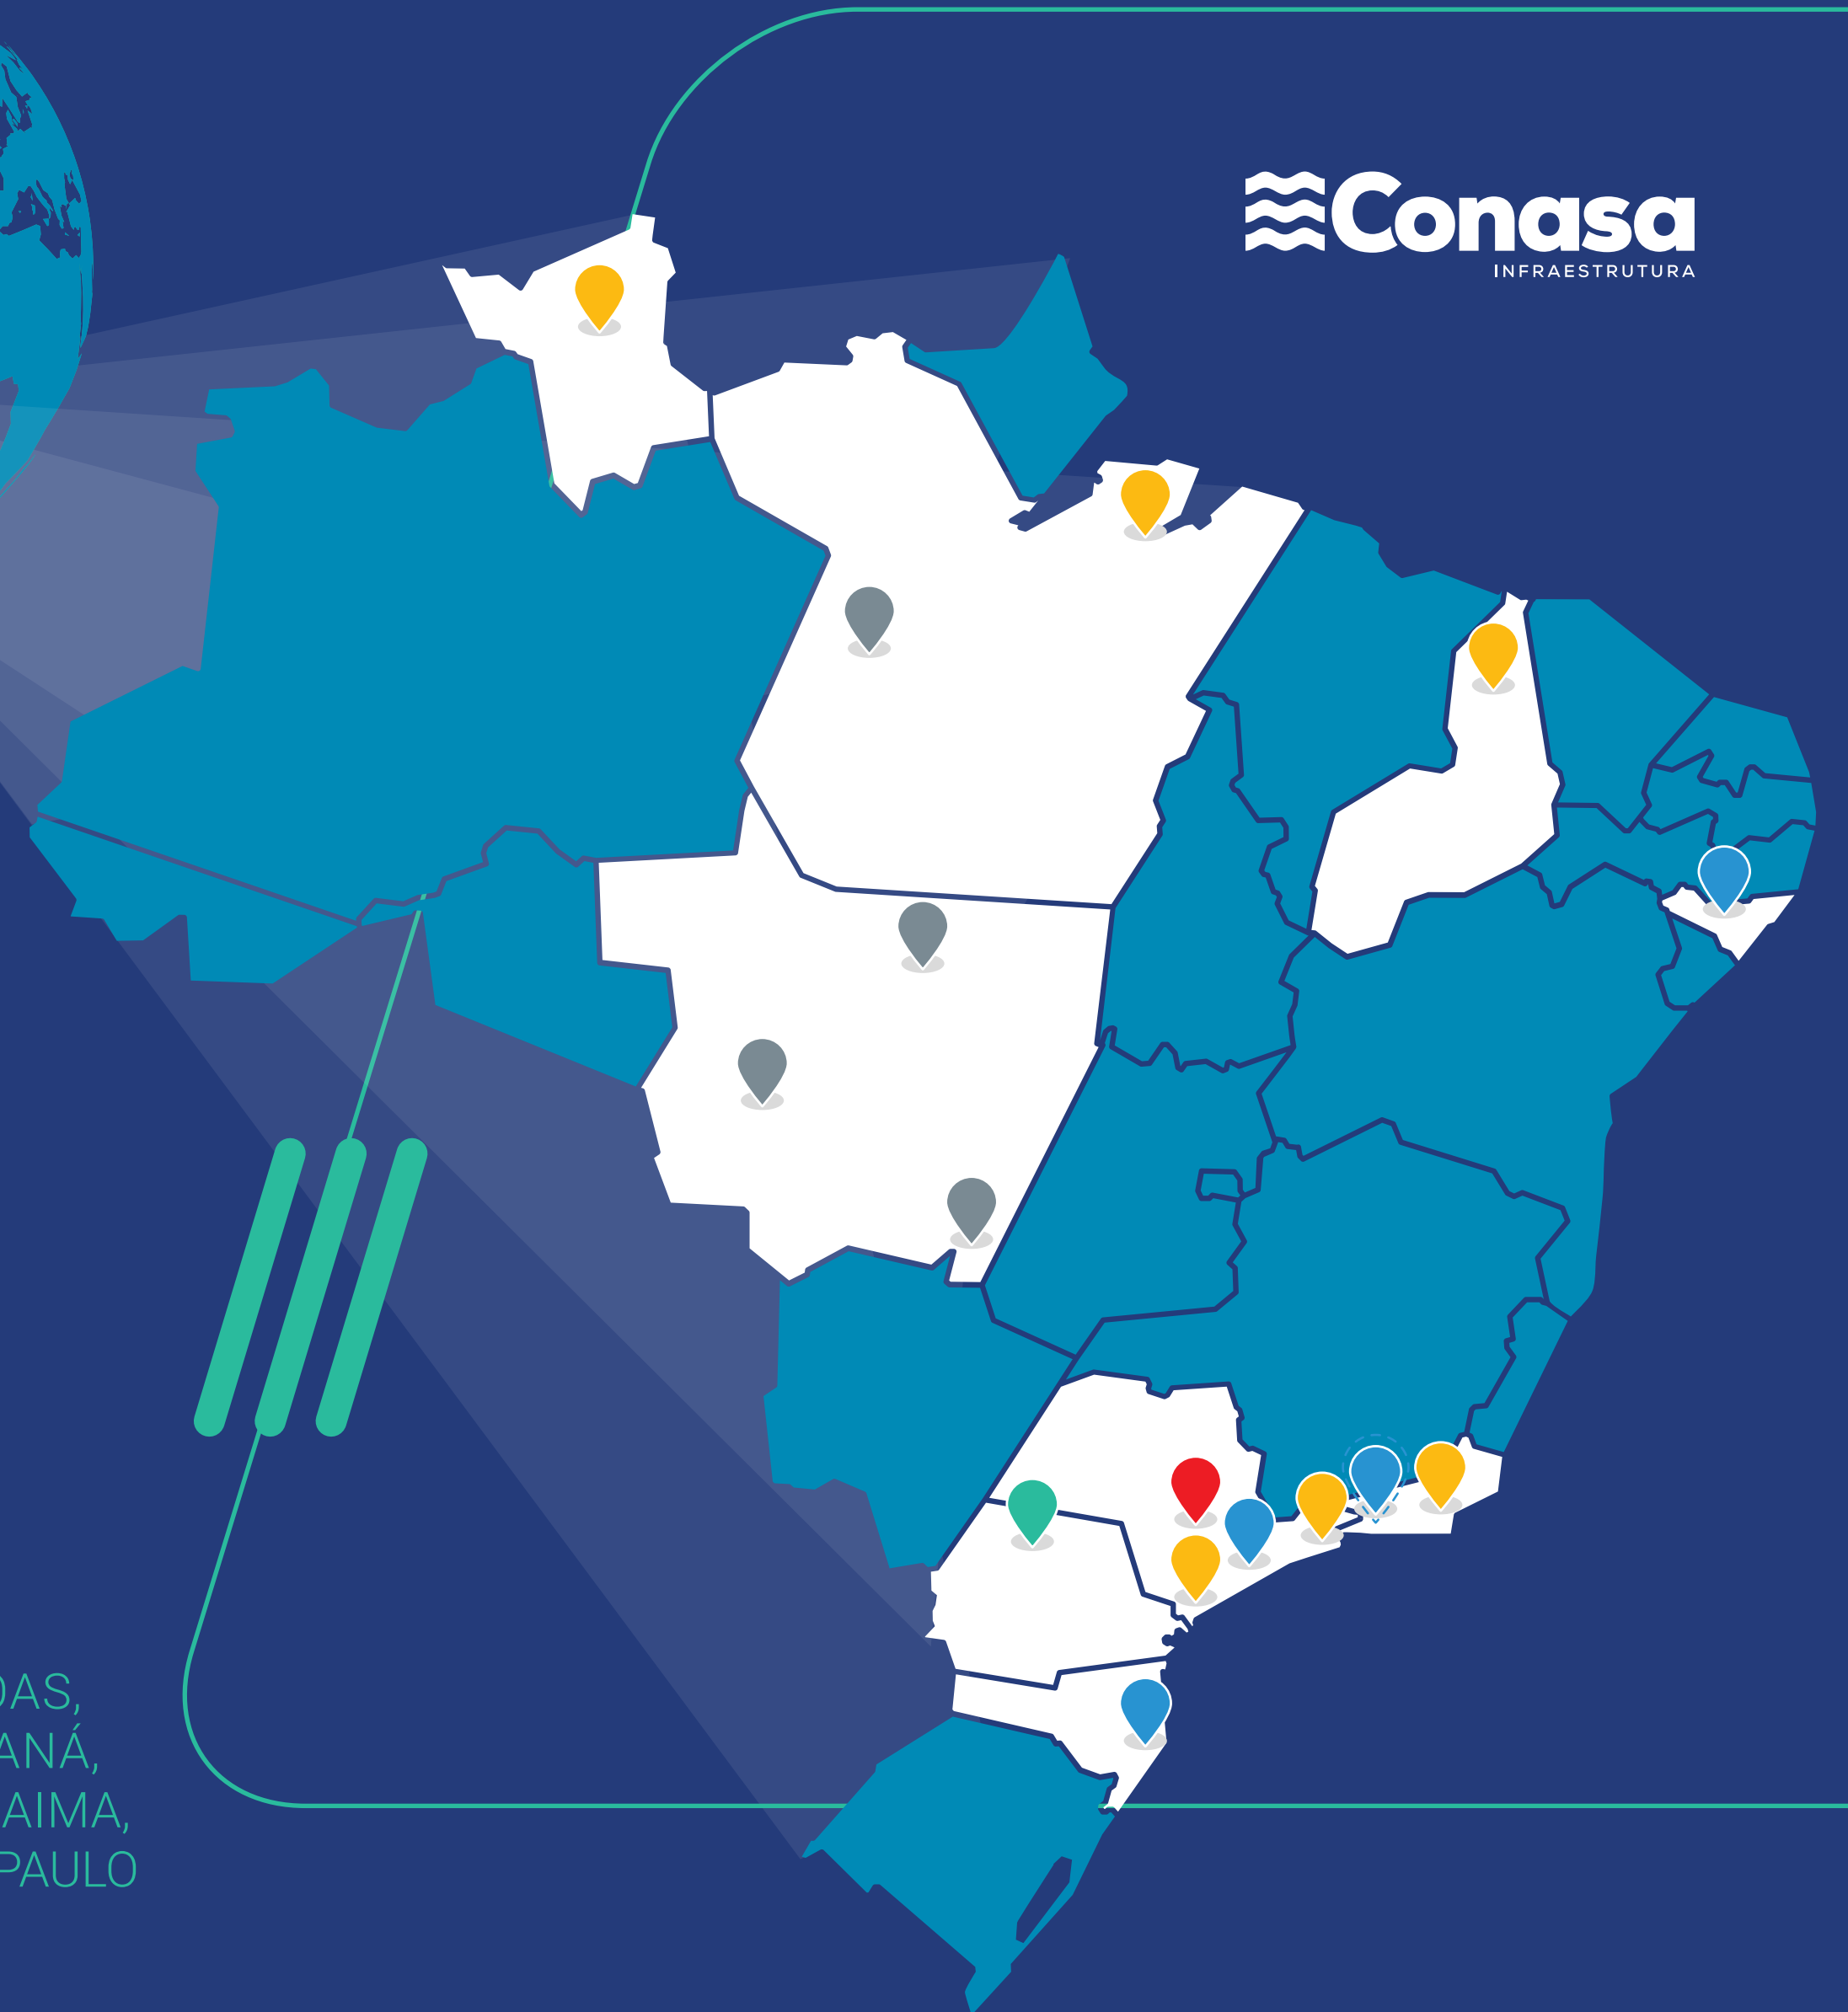 Conasa
INFRAESTRUTURA
DAS,
ANÁ,
AIMA,
PAULO